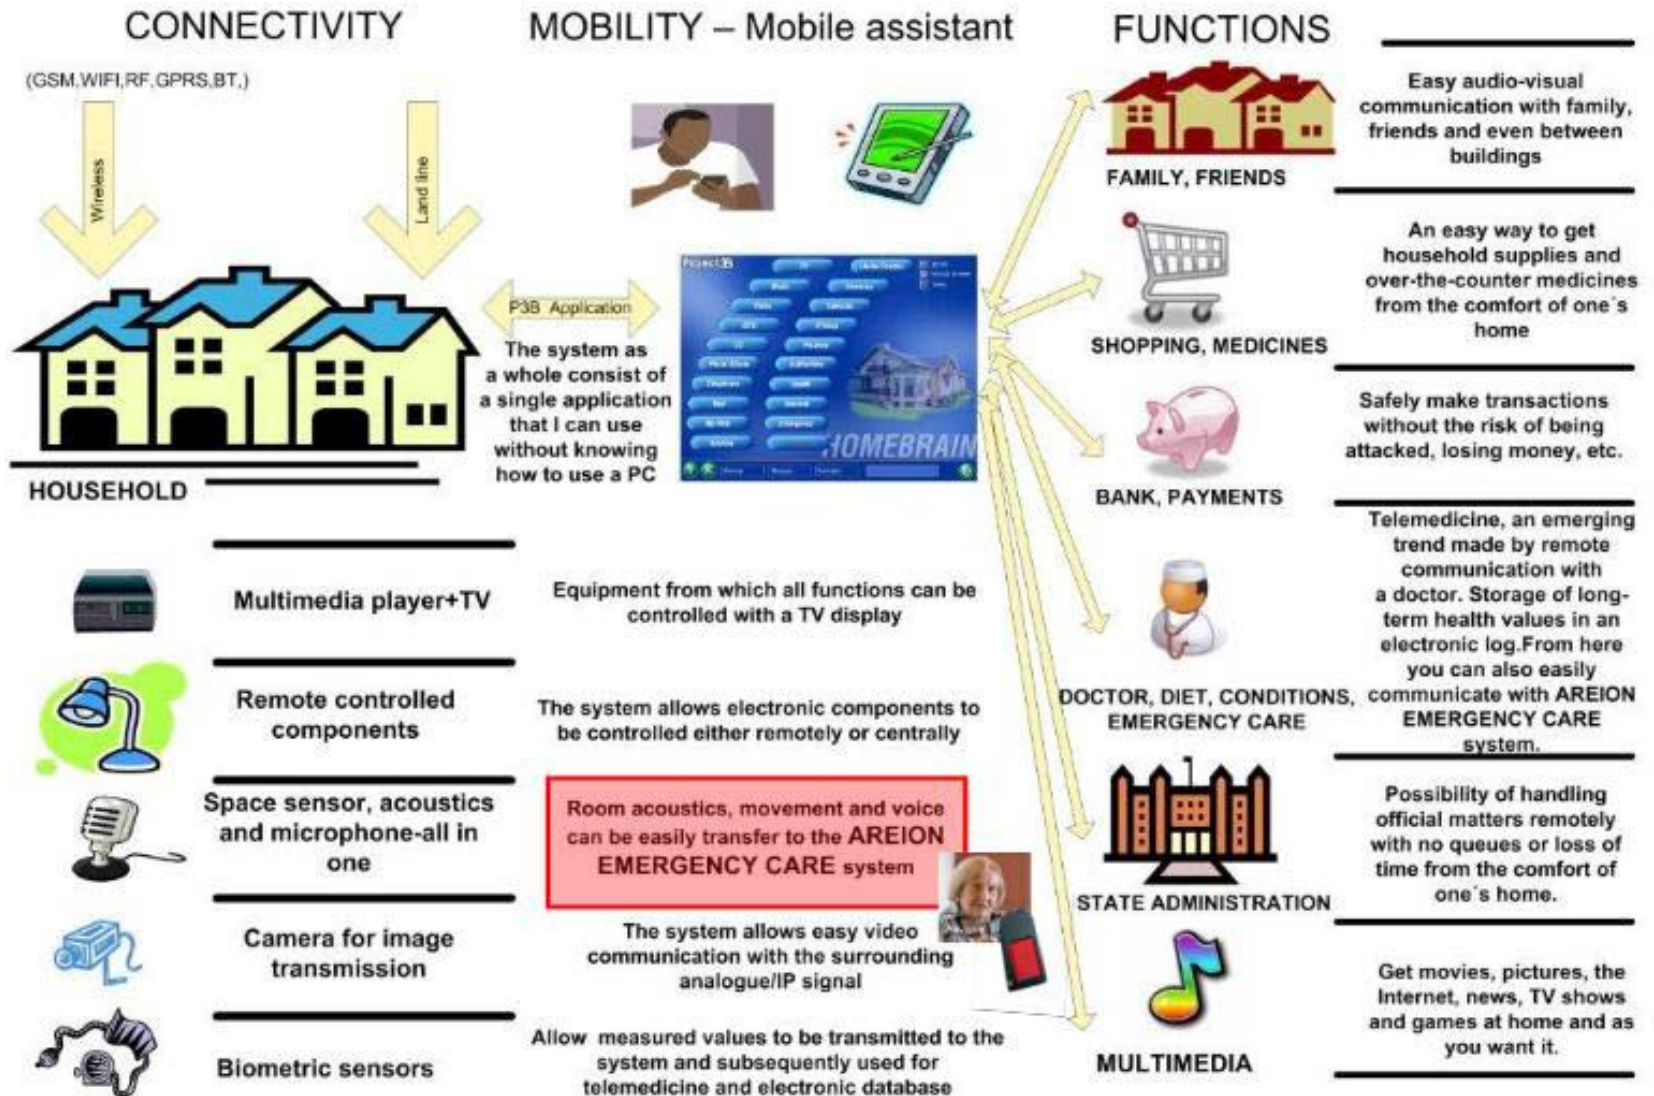 CONNECTIVITY
MOBILITY – Mobile assistant
FUNCTIONS
(GSM,WIFI,RF,GPRS,BT,)
Wireless
Land line
HOUSEHOLD
P3B Application
The system as
a whole consist of
a single application
that I can use
without knowing
how to use a PC
HOMEBRAIN
FAMILY, FRIENDS
Easy audio-visual
communication with family,
friends and even between
buildings
SHOPPING, MEDICINES
An easy way to get
household supplies and
over-the-counter medicines
from the comfort of one´s
home
BANK, PAYMENTS
Safely make transactions
without the risk of being
attacked, losing money, etc.
DOCTOR, DIET, CONDITIONS,
EMERGENCY CARE
Telemedicine, an emerging
trend made by remote
communication with
a doctor. Storage of long-
term health values in an
electronic log.From here
you can also easily
communicate with AREION
EMERGENCY CARE
system.
STATE ADMINISTRATION
Possibility of handling
official matters remotely
with no queues or loss of
time from the comfort of
one´s home.
MULTIMEDIA
Get movies, pictures, the
Internet, news, TV shows
and games at home and as
you want it.
Multimedia player+TV
Equipment from which all functions can be
controlled with a TV display
Remote controlled
components
The system allows electronic components to
be controlled either remotely or centrally
Space sensor, acoustics
and microphone-all in
one
Room acoustics, movement and voice
can be easily transfer to the AREION
EMERGENCY CARE system
Camera for image
transmission
The system allows easy video
communication with the surrounding
analogue/IP signal
Biometric sensors
Allow measured values to be transmitted to the
system and subsequently used for
telemedicine and electronic database